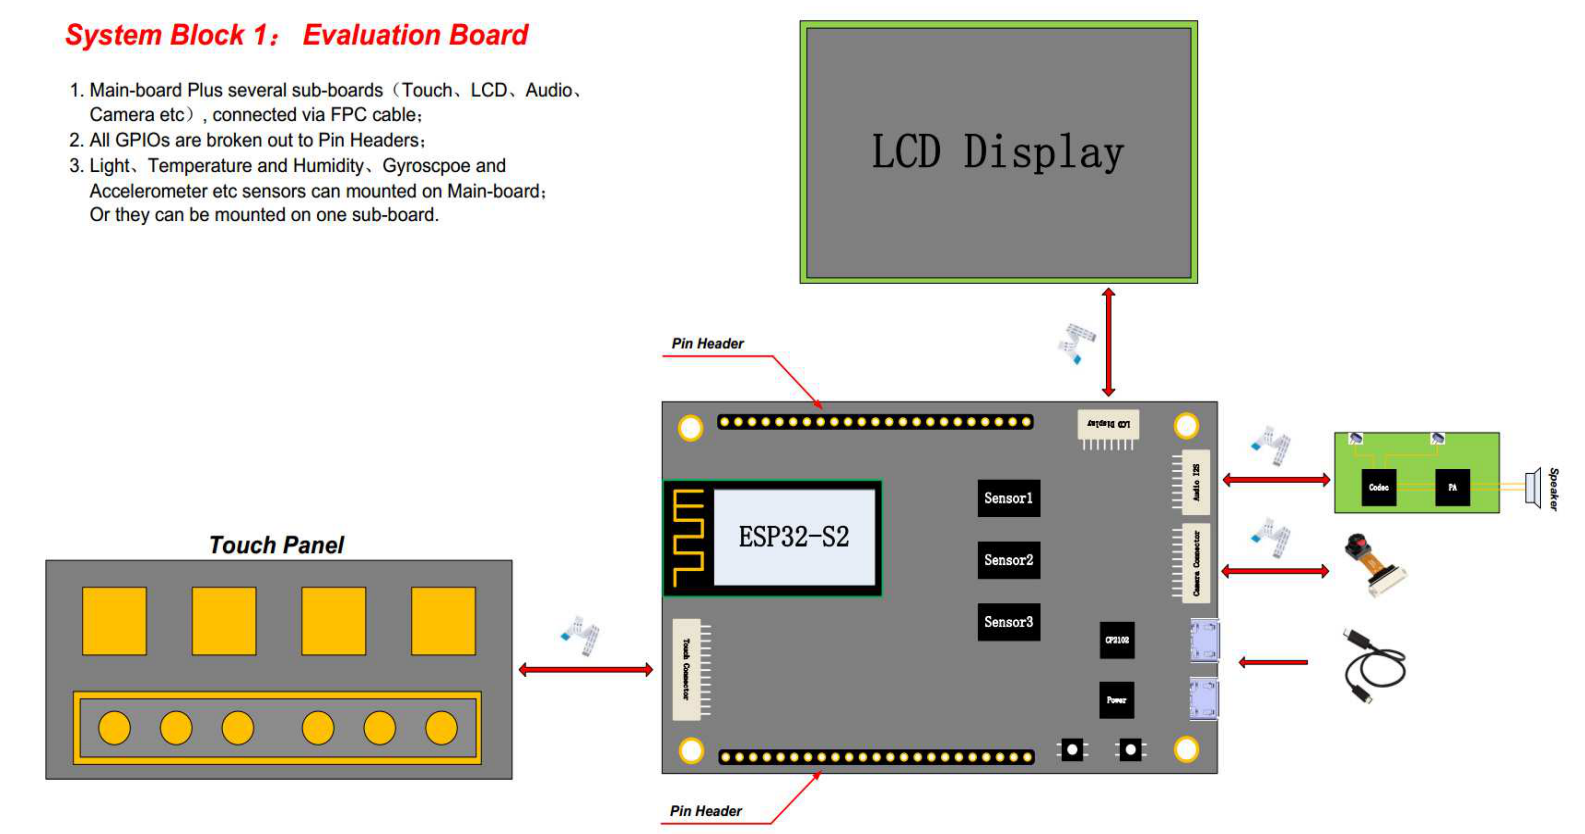 System Block 1： Evaluation Board
1. Main-board Plus several sub-boards（Touch、LCD、Audio、
Camera etc）, connected via FPC cable；
2. All GPIOs are broken out to Pin Headers；
3. Light、Temperature and Humidity、Gyroscpoe and
Accelerometer etc sensors can mounted on Main-board；
Or they can be mounted on one sub-board.
LCD Display
Pin Header
LCD Display
Audio I2S
Codec
PA
Speaker
Sensor1
ESP32-S2
Sensor2
Camera Connector
Touch Panel
Sensor3
CP2102
Touch Connector
Power
Pin Header